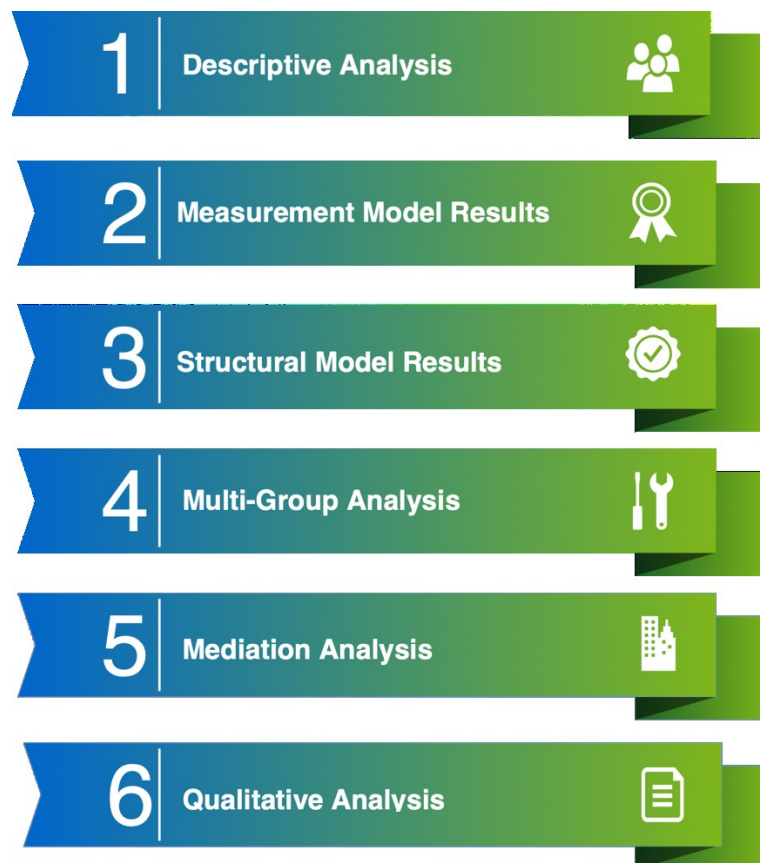 1 Descriptive Analysis
2 Measurement Model Results
3 Structural Model Results
4 Multi-Group Analysis
5 Mediation Analysis
6 Qualitative Analysis